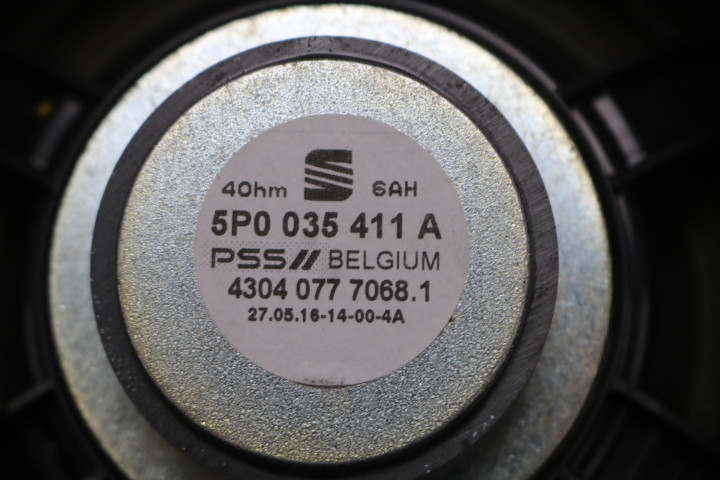 4Ohm 6AH
5P0 035 411 A
PSS// BELGIUM
4304 077 7068.1
27.05.16-14-00-4A